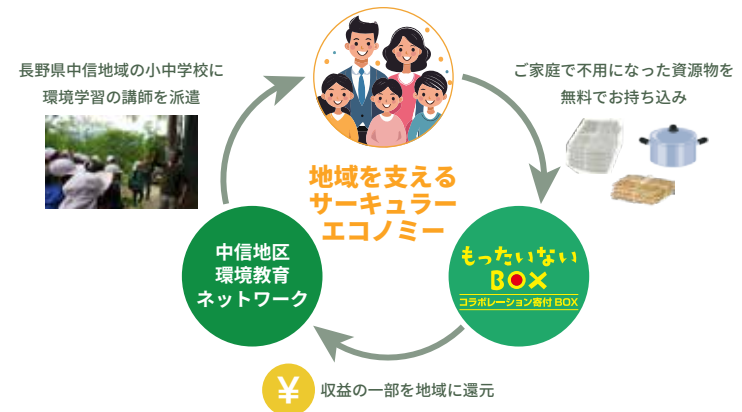 長野県中信地域の小中学校に
環境学習の講師を派遣
ご家庭で不用になった資源物を
無料でお持ち込み
地域を支える
サーキュラー
エコノミー
中信地区
環境教育
ネットワーク
もったいない
BOX
コラボレーション寄付BOX
¥
収益の一部を地域に還元